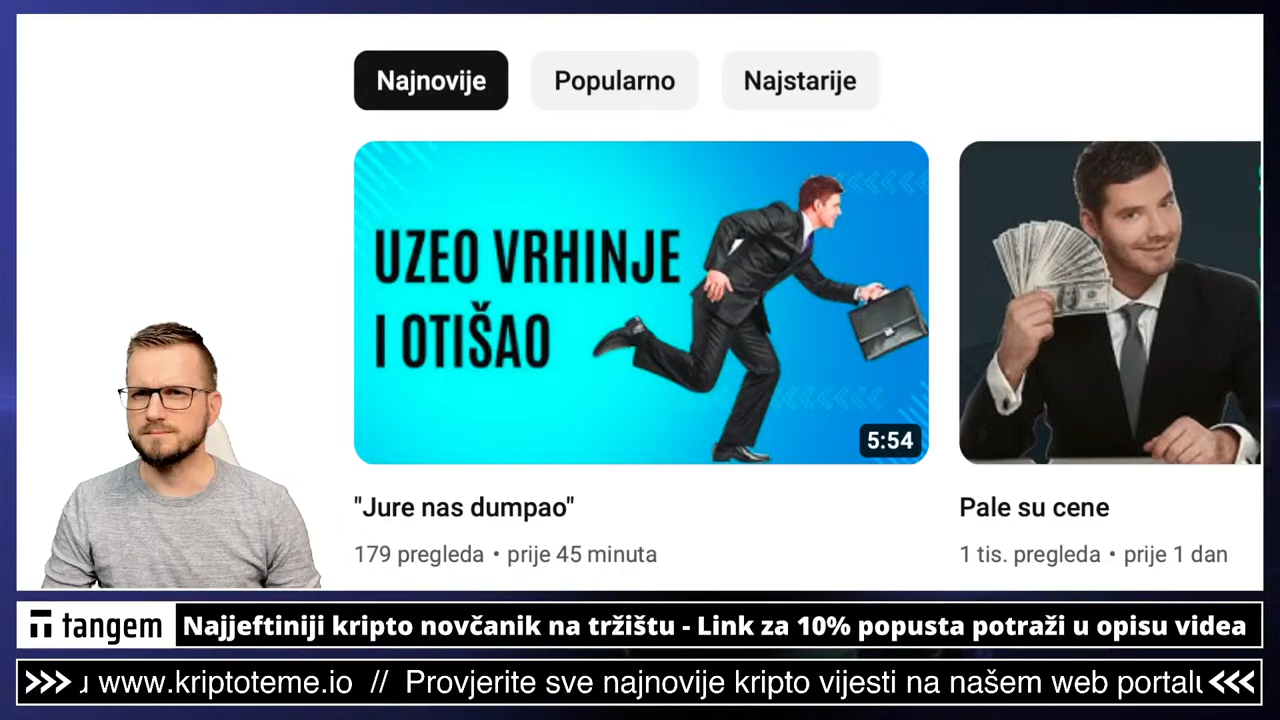 Najnovije
Popularno
Najstarije
UZEO VRHINJE
I OTIŠAO
5:54
"Jure nas dumpao"
179 pregleda • prije 45 minuta
Pale su cene
1 tis. pregleda • prije 1 dan
tangem
Najjeftiniji kripto novčanik na tržištu - Link za 10% popusta potraži u opisu videa
>>> www.kriptoteme.io // Provjerite sve najnovije kripto vijesti na našem web <<<